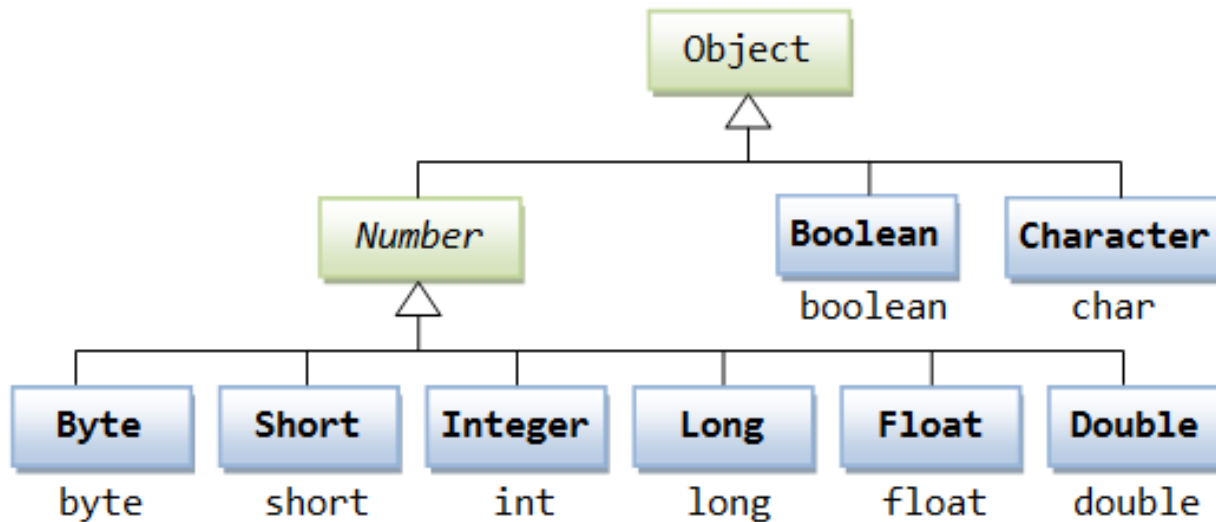 Object
Number
Boolean
Character
boolean
char
Byte
Short
Integer
Long
Float
Double
byte
short
int
long
float
double